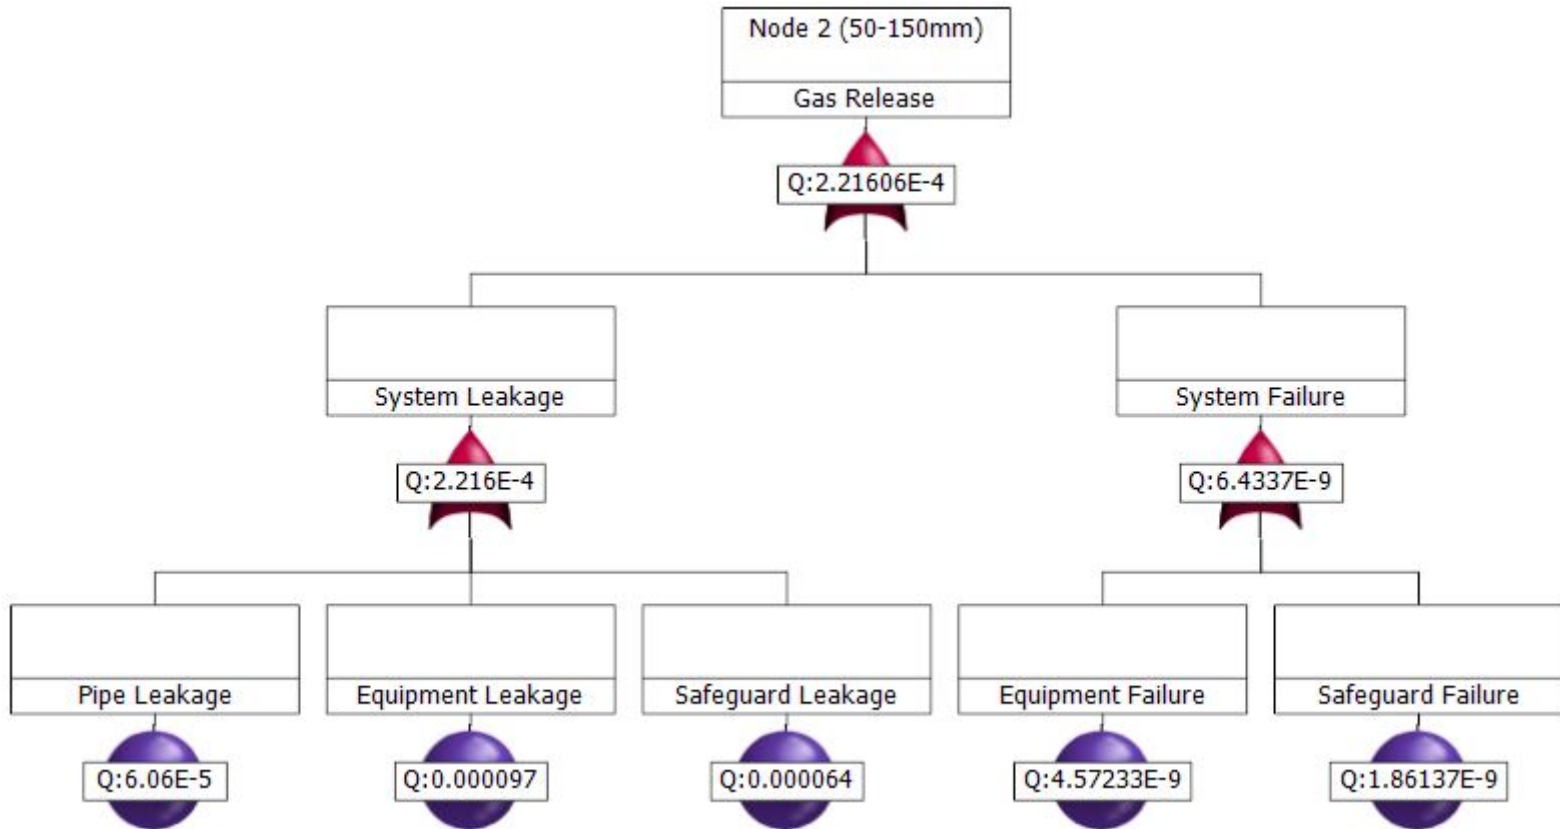 Node 2 (50-150mm)
Gas Release
Q:2.21606E-4
System Leakage
System Failure
Q:2.216E-4
Q:6.4337E-9
Pipe Leakage
Equipment Leakage
Safeguard Leakage
Equipment Failure
Safeguard Failure
Q:6.06E-5
Q:0.000097
Q:0.000064
Q:4.57233E-9
Q:1.86137E-9